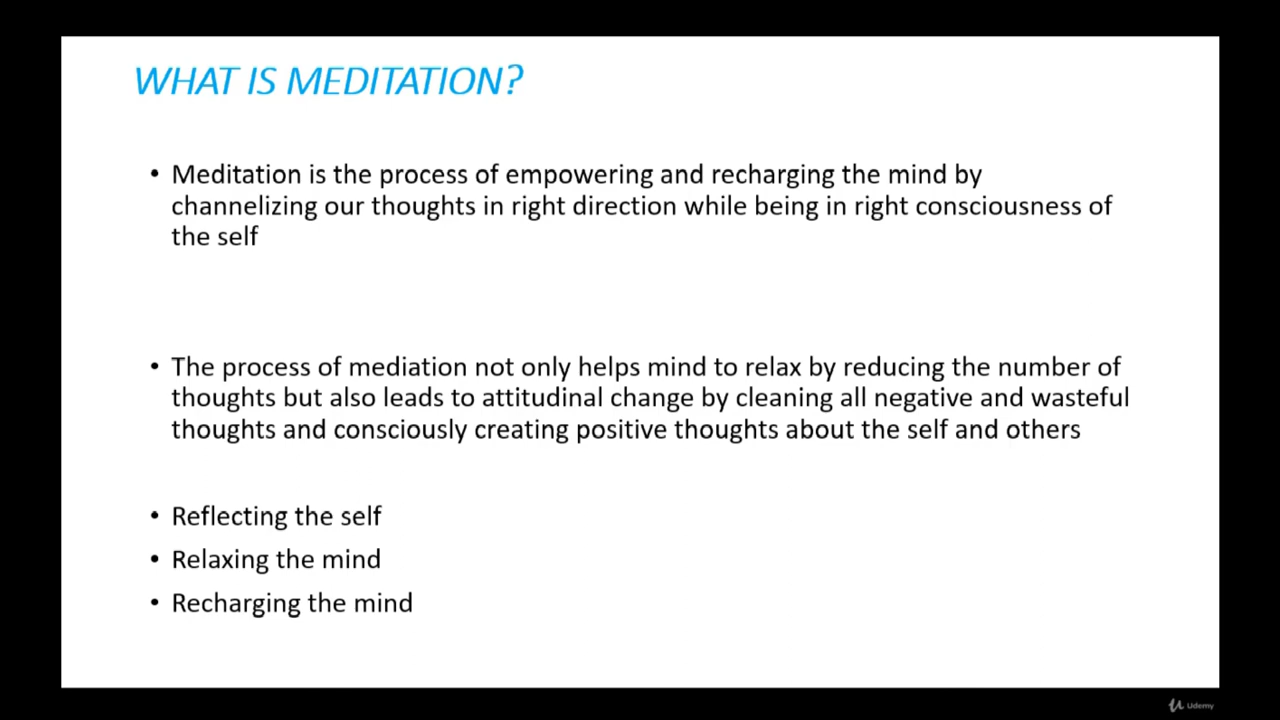 WHAT IS MEDITATION?
• Meditation is the process of empowering and recharging the mind by
channelizing our thoughts in right direction while being in right consciousness of
the self
• The process of mediation not only helps mind to relax by reducing the number of
thoughts but also leads to attitudinal change by cleaning all negative and wasteful
thoughts and consciously creating positive thoughts about the self and others
• Reflecting the self
• Relaxing the mind
• Recharging the mind
Udemy